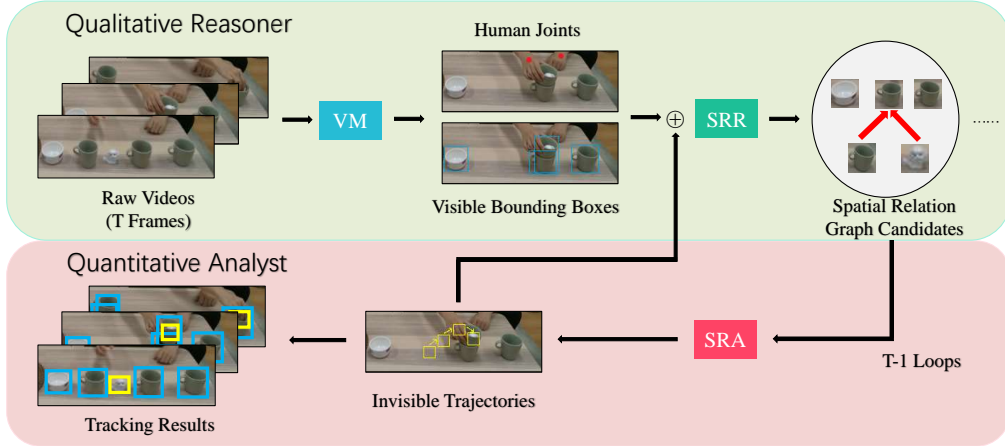 Qualitative Reasoner
Human Joints
VM
SRR
......
Raw Videos
(T Frames)
Visible Bounding Boxes
Spatial Relation
Graph Candidates
Quantitative Analyst
SRA
T-1 Loops
Invisible Trajectories
Tracking Results